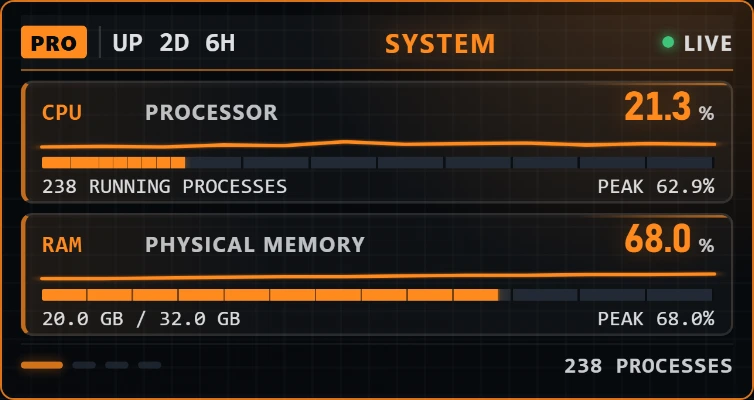 PRO UP 2D 6H SYSTEM LIVE
CPU PROCESSOR 21.3 %
238 RUNNING PROCESSES PEAK 62.9%
RAM PHYSICAL MEMORY 68.0 %
20.0 GB / 32.0 GB PEAK 68.0%
238 PROCESSES